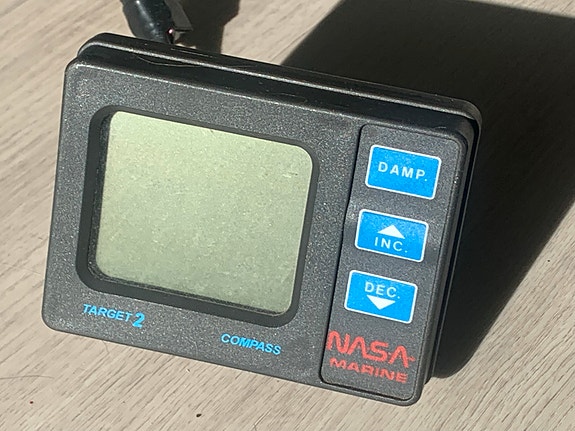 DAMP.
INC.
DEC.
TARGET 2
COMPASS
NASA
MARINE